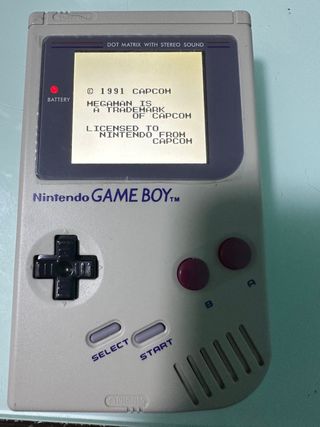 DOT MATRIX WITH STEREO SOUND
BATTERY
© 1991 CAPCOM
MEGAMAN IS
A TRADEMARK
OF CAPCOM
LICENSED TO
NINTENDO FROM
CAPCOM
Nintendo GAME BOY™
B A
SELECT START